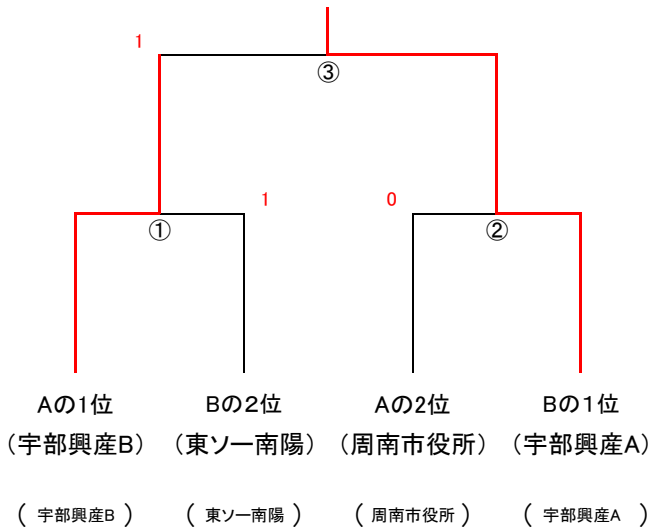 1
③
1
0
①
②
Aの1位 Bの2位 Aの2位 Bの1位
（宇部興産B） （東ソー南陽） （周南市役所） （宇部興産A）
（ 宇部興産B ） （ 東ソー南陽 ） （ 周南市役所 ） （ 宇部興産A ）